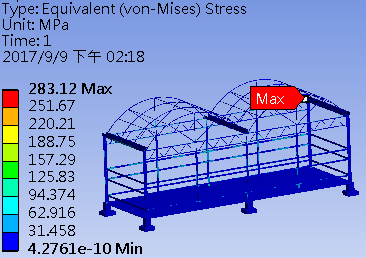 Type: Equivalent (von-Mises) Stress
Unit: MPa
Time: 1
2017/9/9 下午 02:18
283.12 Max
251.67
220.21
188.75
157.29
125.83
94.374
62.916
31.458
4.2761e-10 Min
Max